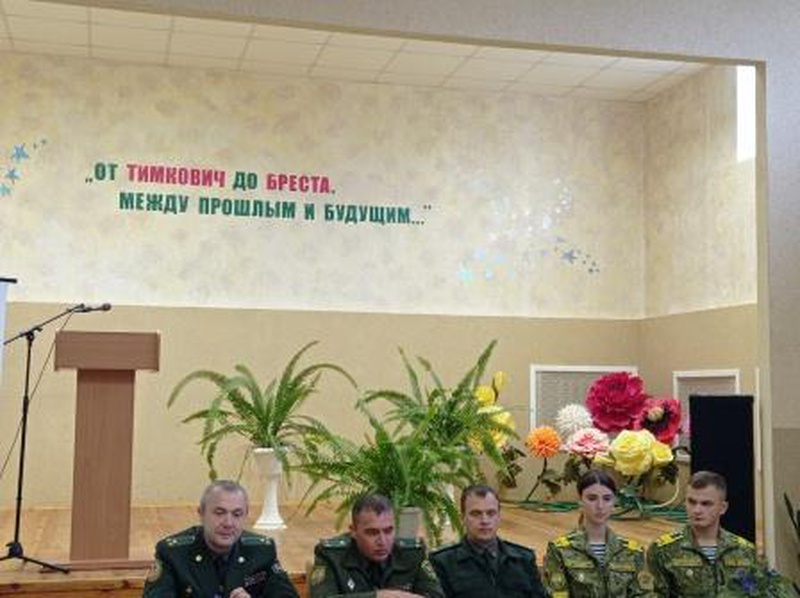 „ОТ ТИМКОВИЧ ДО БРЕСТА.
МЕЖДУ ПРОШЛЫМ И БУДУЩИМ..."